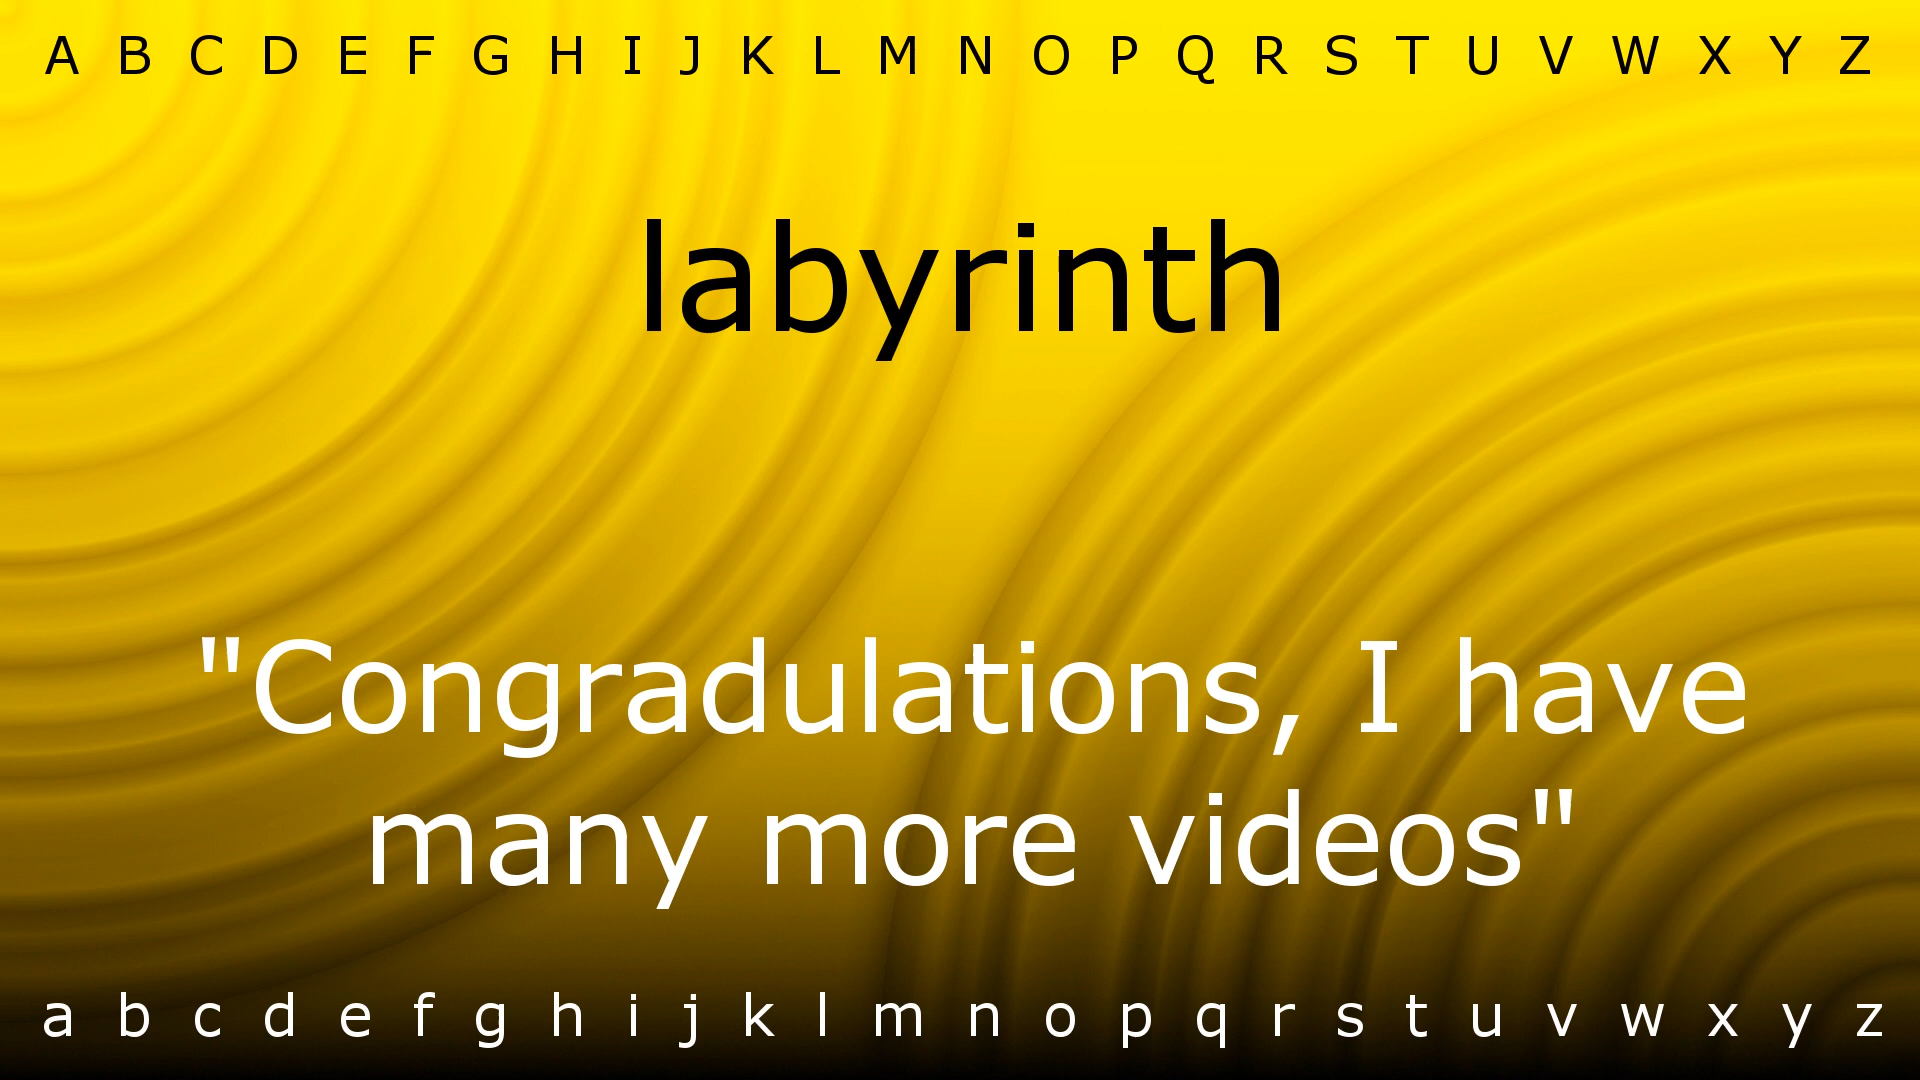 A B C D E F G H I J K L M N O P Q R S T U V W X Y Z
labyrinth
"Congradulations, I have
many more videos"
a b c d e f g h i j k l m n o p q r s t u v w x y z